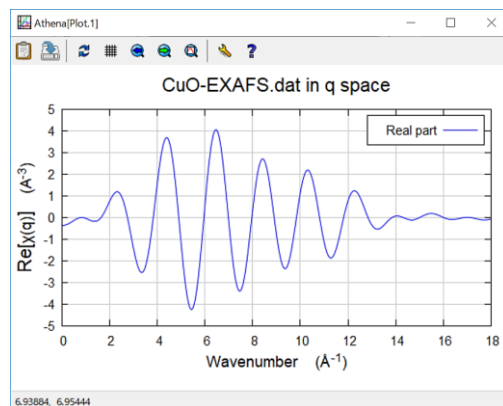 Athena[Plot.1]
CuO-EXAFS.dat in q space
Real part
Re[χ(q)] (A⁻³)
5
4
3
2
1
0
-1
-2
-3
-4
-5
0 2 4 6 8 10 12 14 16 18
Wavenumber (Å⁻¹)
6.93884, 6.95444